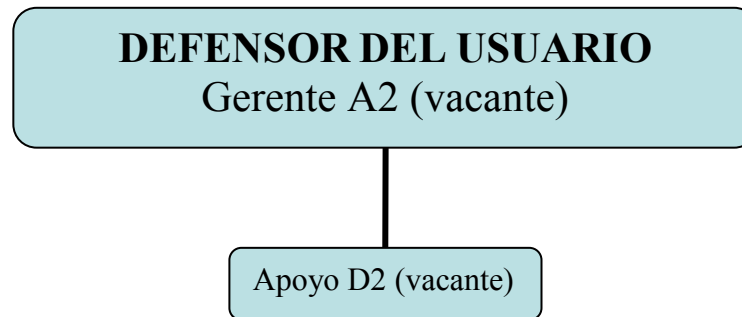 DEFENSOR DEL USUARIO
Gerente A2 (vacante)
Apoyo D2 (vacante)